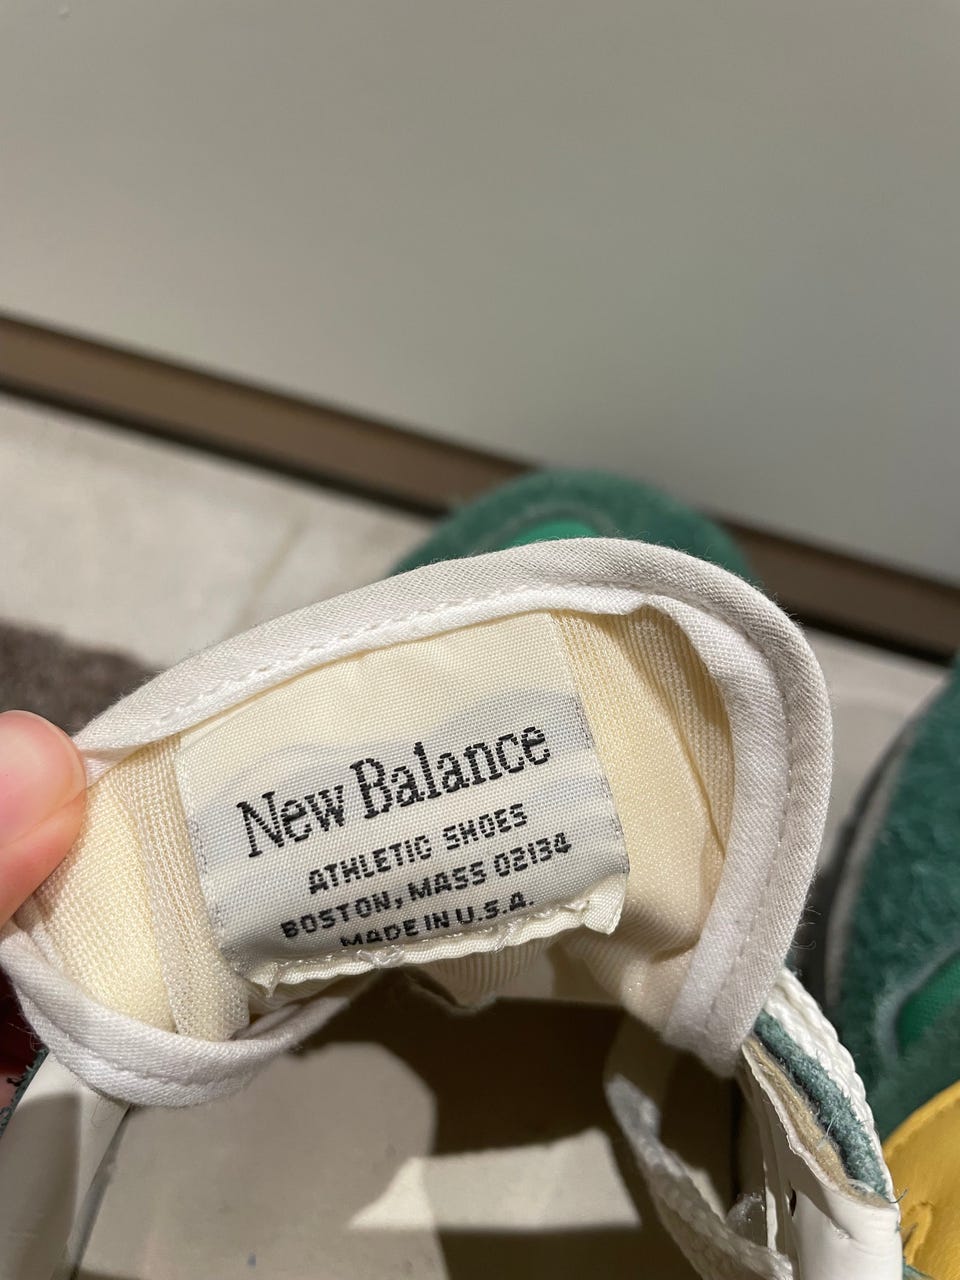 New Balance
ATHLETIC SHOES
BOSTON, MASS 02134
MADE IN U.S.A.